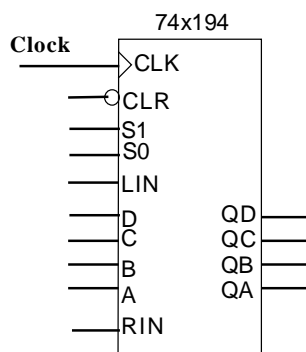 74x194
Clock
CLK
CLR
S1
S0
LIN
D QD
C QC
B QB
A QA
RIN